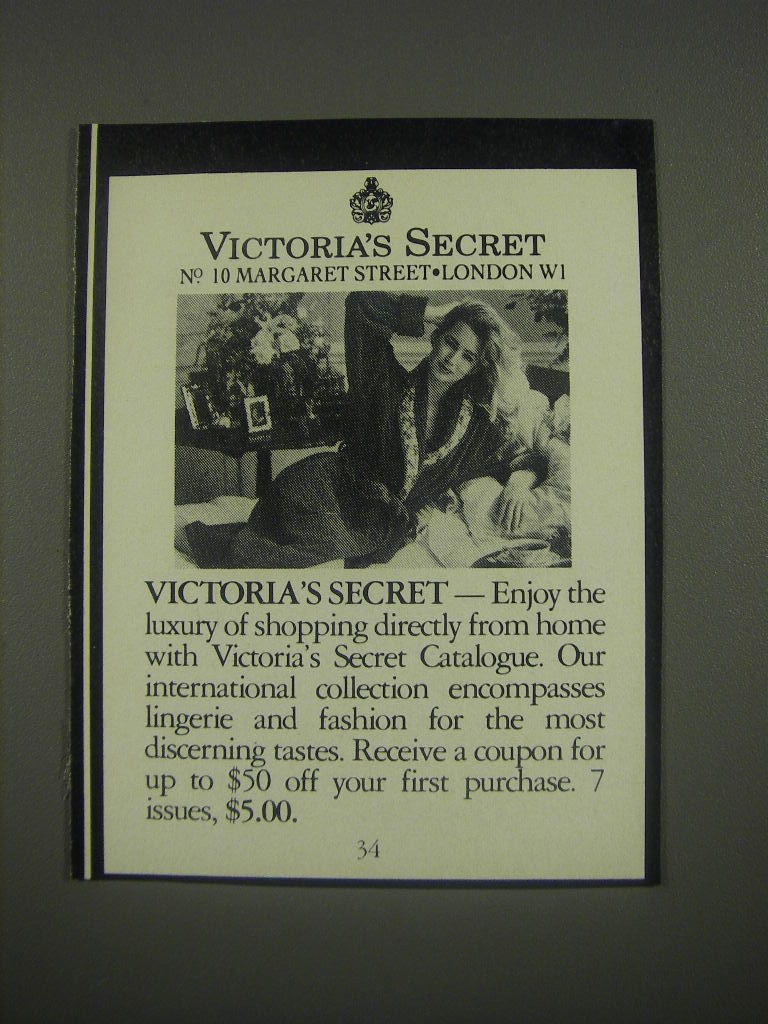 VICTORIA'S SECRET
Nº 10 MARGARET STREET•LONDON W1
VICTORIA'S SECRET — Enjoy the
luxury of shopping directly from home
with Victoria's Secret Catalogue. Our
international collection encompasses
lingerie and fashion for the most
discerning tastes. Receive a coupon for
up to $50 off your first purchase. 7
issues, $5.00.
34